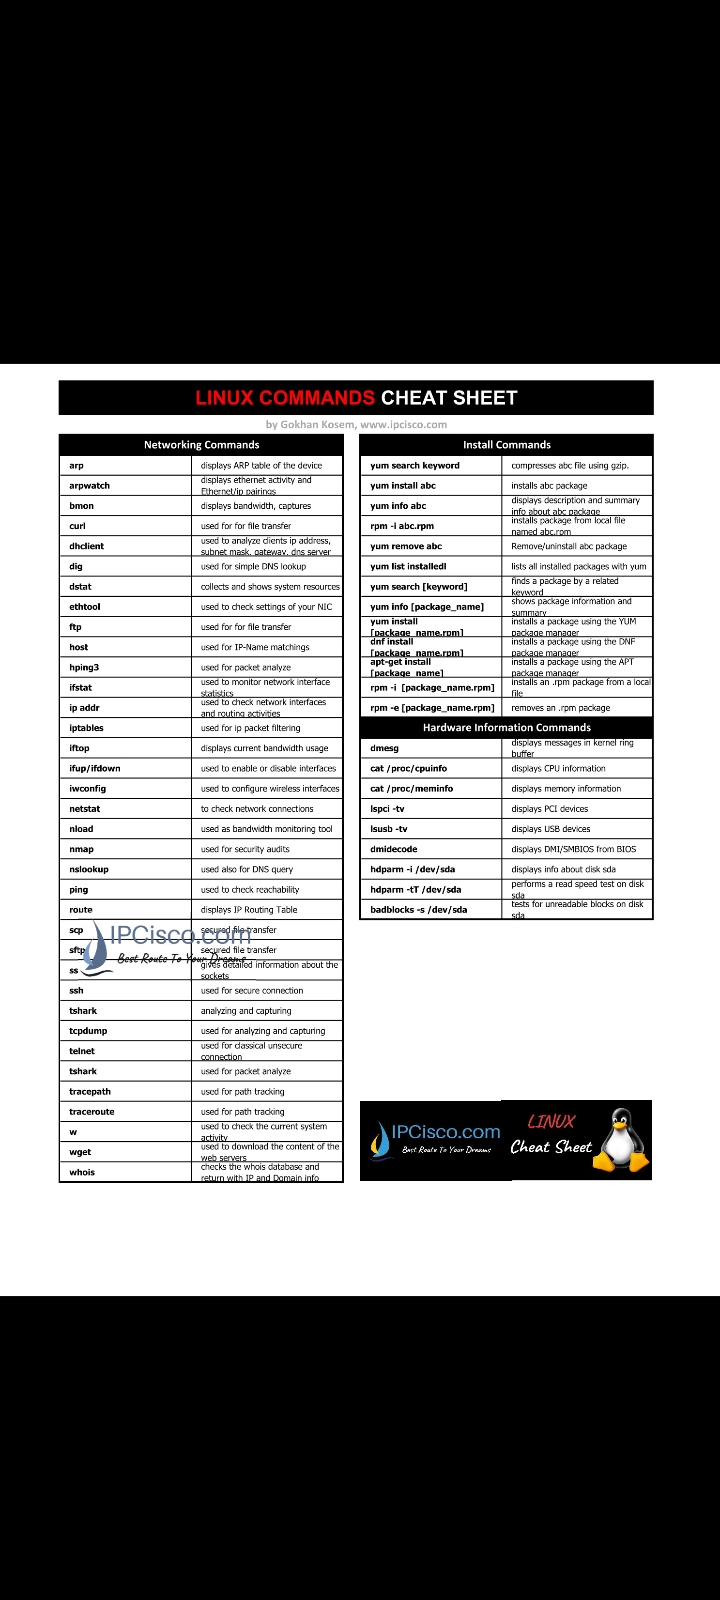 LINUX COMMANDS CHEAT SHEET
by Gokhan Kosem, www.ipcisco.com
Networking Commands
arp displays ARP table of the device
arpwatch displays ethernet activity and
Ethernet/ip pairings
bmon displays bandwidth, captures
curl used for for file transfer
dhclient used to analyze clients ip address,
subnet mask, gateway, dns server
dig used for simple DNS lookup
dstat collects and shows system resources
ethtool used to check settings of your NIC
ftp used for for file transfer
host used for IP-Name matchings
hping3 used for packet analyze
ifstat used to monitor network interface
statistics
ip addr used to check network interfaces
and routing activities
iptables used for ip packet filtering
iftop displays current bandwidth usage
ifup/ifdown used to enable or disable interfaces
iwconfig used to configure wireless interfaces
netstat to check network connections
nload used as bandwidth monitoring tool
nmap used for security audits
nslookup used also for DNS query
ping used to check reachability
route displays IP Routing Table
scp secured file transfer
IPCisco.com
sftp secured file transfer
Best Route To Your Dreams
ss gives detailed information about the
sockets
ssh used for secure connection
tshark analyzing and capturing
tcpdump used for analyzing and capturing
telnet used for classical unsecure
connection
tshark used for packet analyze
tracepath used for path tracking
traceroute used for path tracking
w used to check the current system
activity
wget used to download the content of the
web servers
whois checks the whois database and
return with IP and Domain info
Install Commands
yum search keyword compresses abc file using gzip.
yum install abc installs abc package
yum info abc displays description and summary
info about abc package
rpm -i abc.rpm installs package from local file
named abc.rpm
yum remove abc Remove/uninstall abc package
yum list installedl lists all installed packages with yum
yum search [keyword] finds a package by a related
keyword
yum info [package_name] shows package information and
summary
yum install installs a package using the YUM
[package_name.rpm] package manager
dnf install installs a package using the DNF
[package_name.rpm] package manager
apt-get install installs a package using the APT
[package_name] package manager
rpm -i [package_name.rpm] installs an .rpm package from a local
file
rpm -e [package_name.rpm] removes an .rpm package
Hardware Information Commands
dmesg displays messages in kernel ring
buffer
cat /proc/cpuinfo displays CPU information
cat /proc/meminfo displays memory information
lspci -tv displays PCI devices
lsusb -tv displays USB devices
dmidecode displays DMI/SMBIOS from BIOS
hdparm -i /dev/sda displays info about disk sda
hdparm -tT /dev/sda performs a read speed test on disk
sda
badblocks -s /dev/sda tests for unreadable blocks on disk
sda
IPCisco.com
Best Route To Your Dreams
LINUX
Cheat Sheet